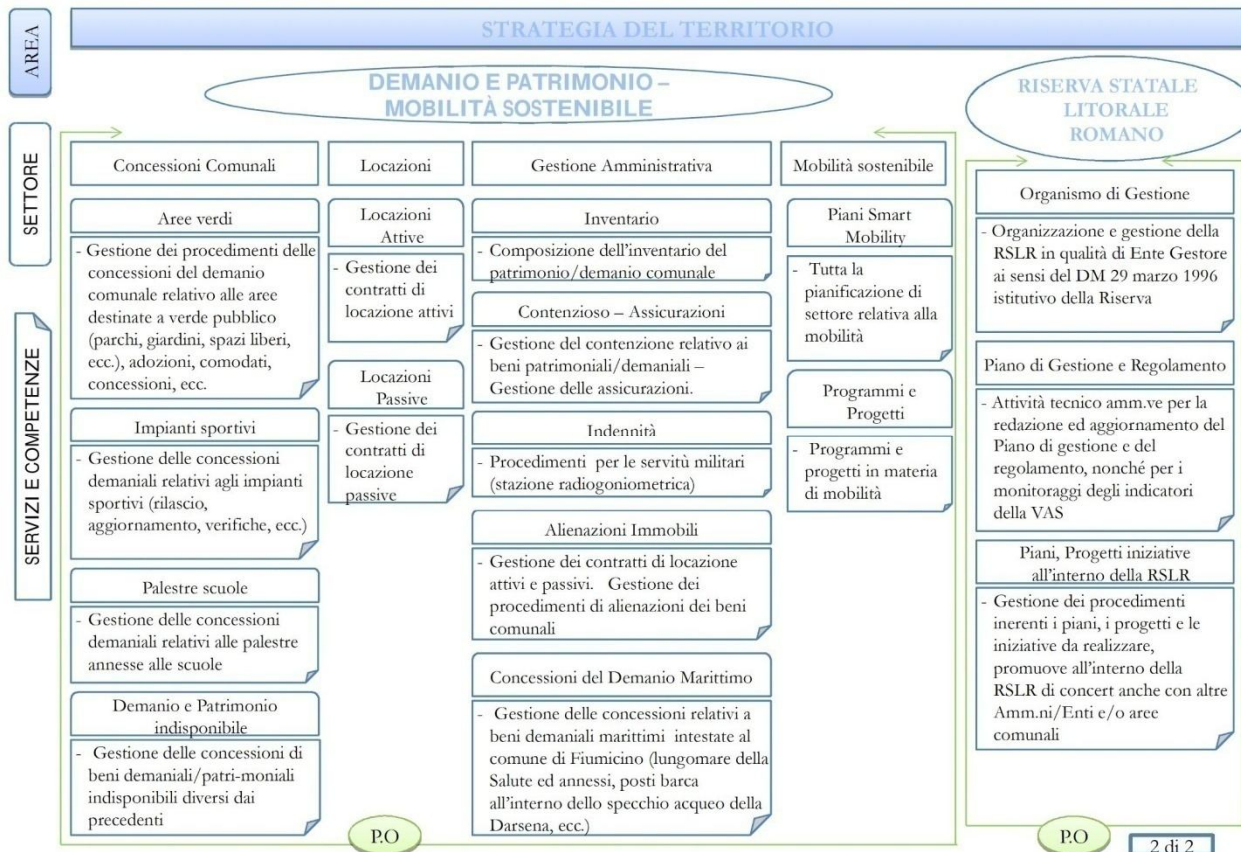 AREA
STRATEGIA DEL TERRITORIO
DEMANIO E PATRIMONIO –
MOBILITÀ SOSTENIBILE
RISERVA STATALE
LITORALE
ROMANO
SETTORE
SERVIZI E COMPETENZE
Concessioni Comunali
Aree verdi
- Gestione dei procedimenti delle
concessioni del demanio
comunale relativo alle aree
destinate a verde pubblico
(parchi, giardini, spazi liberi,
ecc.), adozioni, comodati,
concessioni, ecc.
Impianti sportivi
- Gestione delle concessioni
demaniali relativi agli impianti
sportivi (rilascio,
aggiornamento, verifiche, ecc.)
Palestre scuole
- Gestione delle concessioni
demaniali relativi alle palestre
annesse alle scuole
Demanio e Patrimonio
indisponibile
- Gestione delle concessioni di
beni demaniali/patri-moniali
indisponibili diversi dai
precedenti
Locazioni
Locazioni
Attive
- Gestione dei
contratti di
locazione attivi
Locazioni
Passive
- Gestione dei
contratti di
locazione
passive
Gestione Amministrativa
Inventario
- Composizione dell'inventario del
patrimonio/demanio comunale
Contenzioso – Assicurazioni
- Gestione del contenzione relativo ai
beni patrimoniali/demaniali –
Gestione delle assicurazioni.
Indennità
- Procedimenti per le servitù militari
(stazione radiogoniometrica)
Alienazioni Immobili
- Gestione dei contratti di locazione
attivi e passivi. Gestione dei
procedimenti di alienazioni dei beni
comunali
Concessioni del Demanio Marittimo
- Gestione delle concessioni relativi a
beni demaniali marittimi intestate al
comune di Fiumicino (lungomare della
Salute ed annessi, posti barca
all'interno dello specchio acqueo della
Darsena, ecc.)
Mobilità sostenibile
Piani Smart
Mobility
- Tutta la
pianificazione di
settore relativa alla
mobilità
Programmi e
Progetti
- Programmi e
progetti in materia
di mobilità
P.O
Organismo di Gestione
- Organizzazione e gestione della
RSLR in qualità di Ente Gestore
ai sensi del DM 29 marzo 1996
istitutivo della Riserva
Piano di Gestione e Regolamento
- Attività tecnico amm.ve per la
redazione ed aggiornamento del
Piano di gestione e del
regolamento, nonché per i
monitoraggi degli indicatori
della VAS
Piani, Progetti iniziative
all'interno della RSLR
- Gestione dei procedimenti
inerenti i piani, i progetti e le
iniziative da realizzare,
promuove all'interno della
RSLR di concert anche con altre
Amm.ni/Enti e/o aree
comunali
P.O
2 di 2